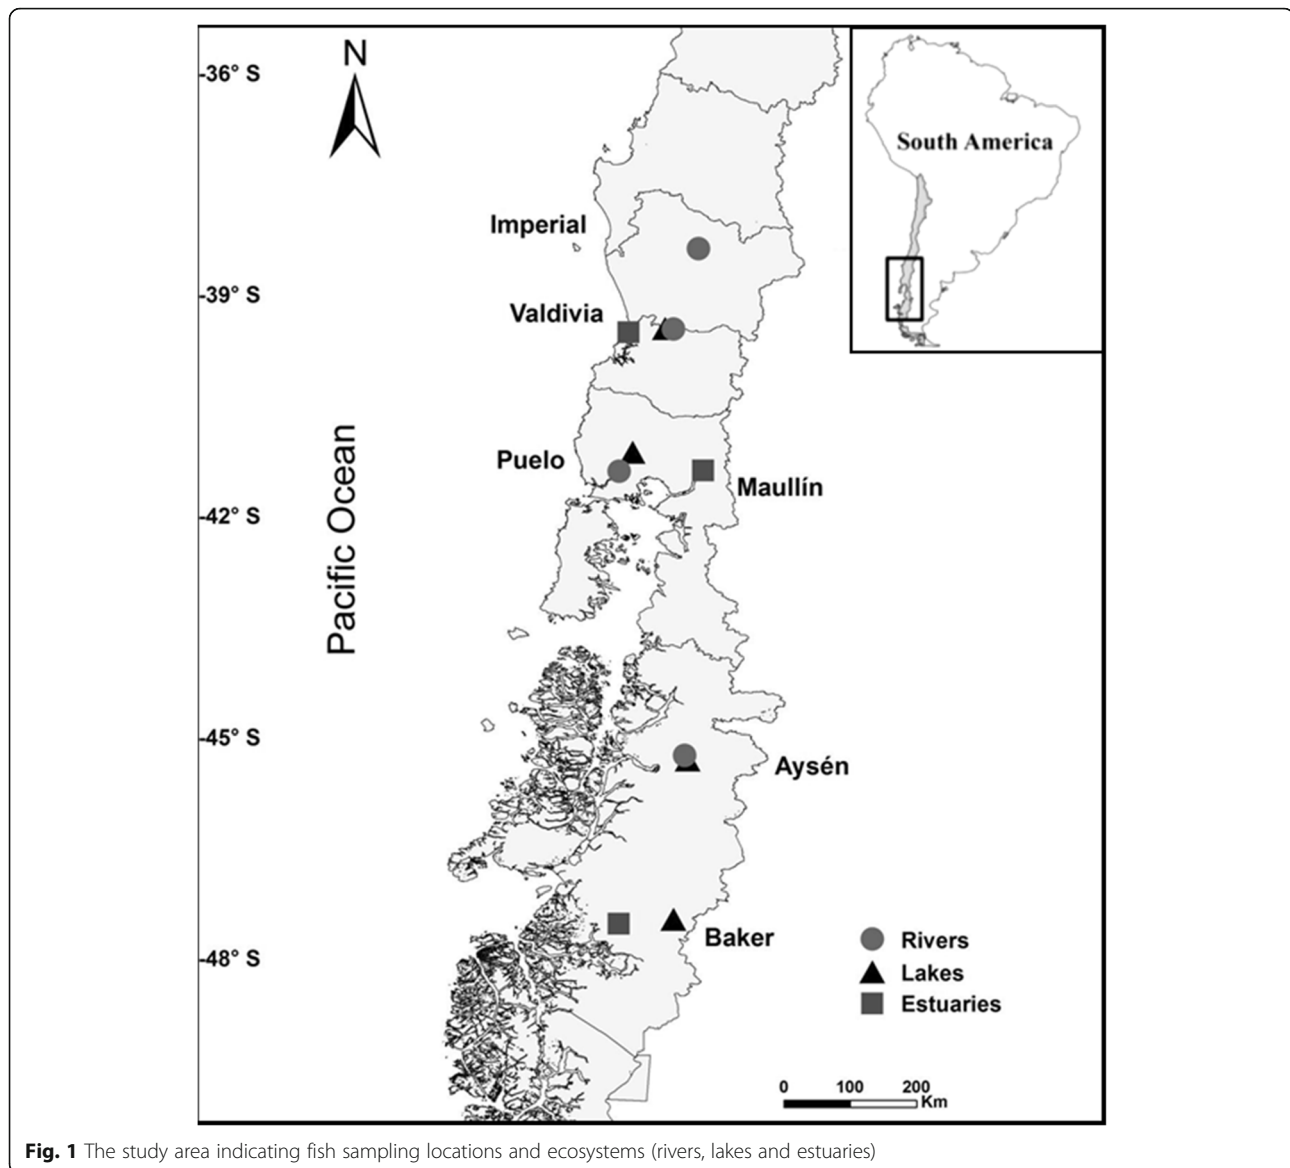 N
-36° S
South America
Imperial
-39° S
Valdivia
Puelo
Maullín
-42° S
Pacific Ocean
-45° S
Aysén
Baker
-48° S
Rivers
Lakes
Estuaries
0 100 200
Km
Fig. 1 The study area indicating fish sampling locations and ecosystems (rivers, lakes and estuaries)